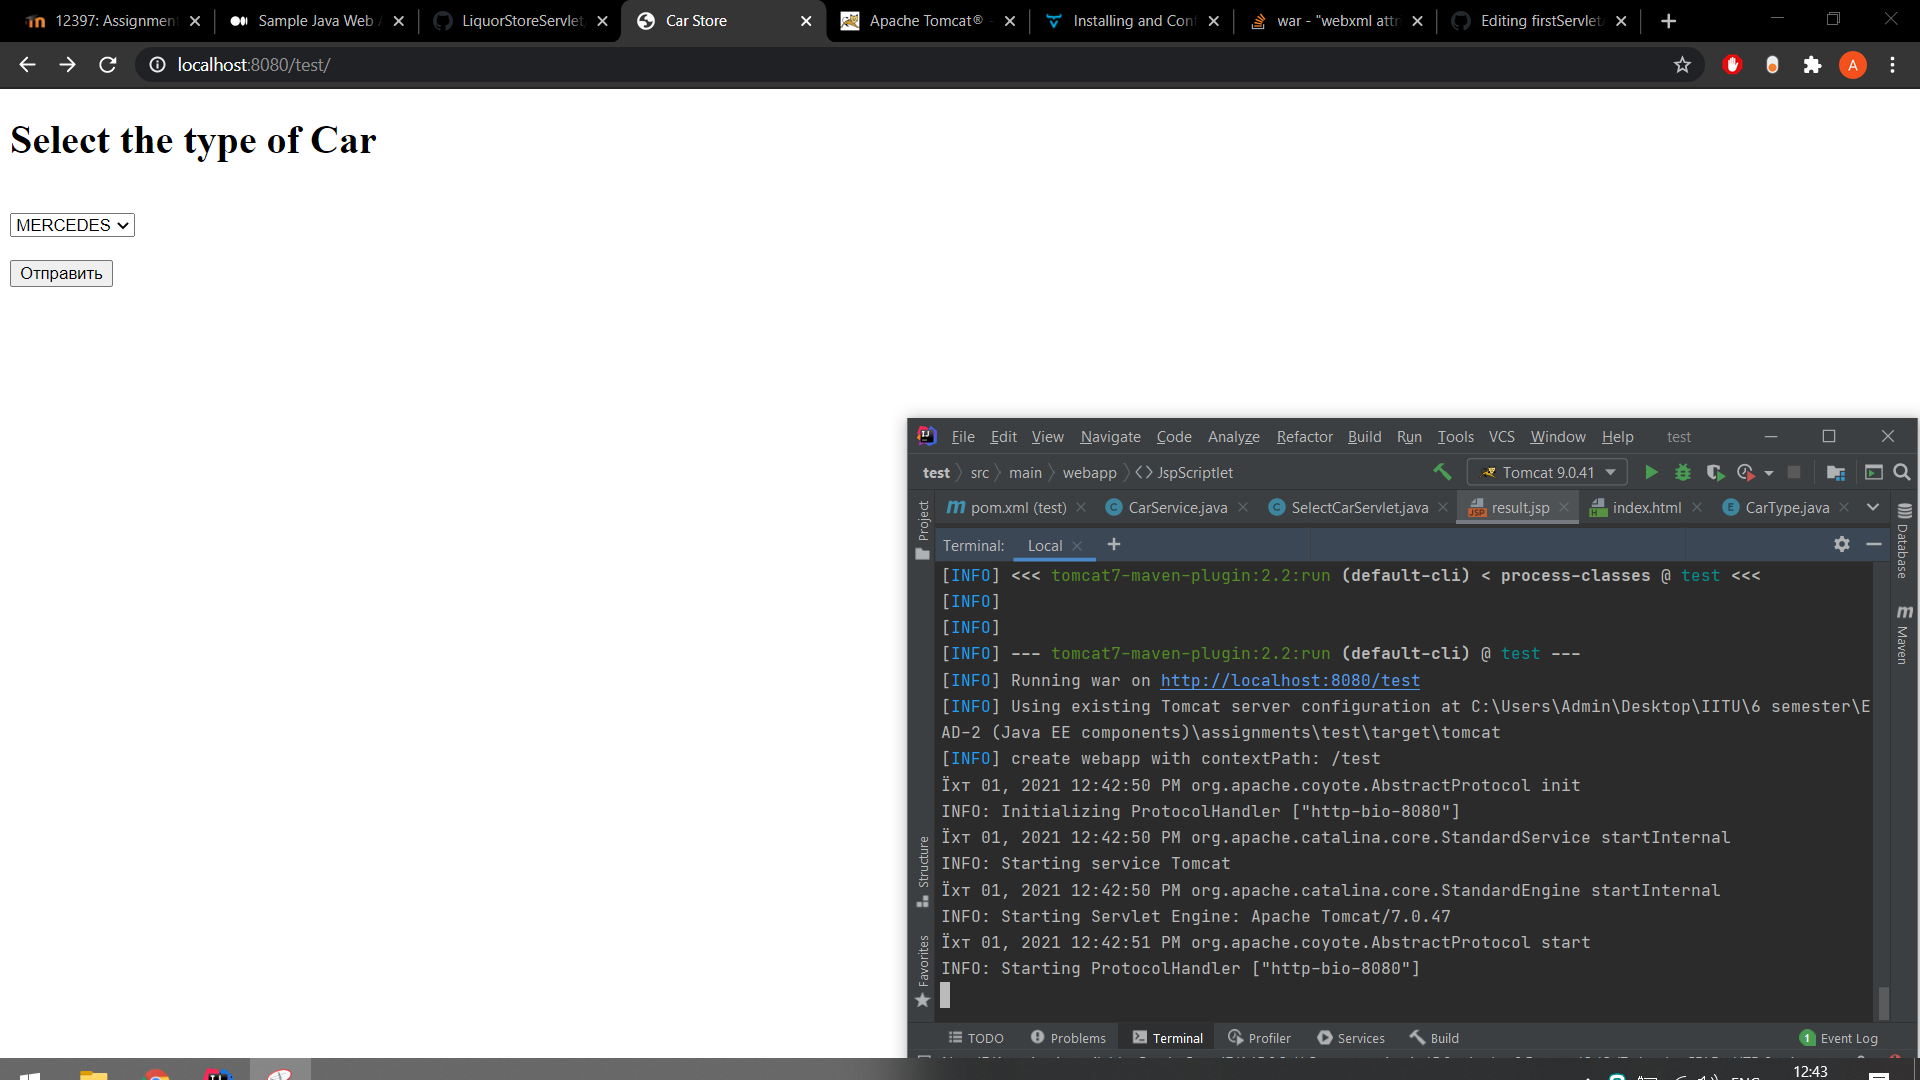 12397: Assignment
Sample Java Web A
LiquorStoreServlet
Car Store
Apache Tomcat® -
Installing and Conf
war - "webxml attri
Editing firstServlet
localhost:8080/test/
A
Select the type of Car
MERCEDES
Отправить
File Edit View Navigate Code Analyze Refactor Build Run Tools VCS Window Help test
test src main webapp JspScriptlet
Tomcat 9.0.41
pom.xml (test) CarService.java SelectCarServlet.java result.jsp index.html CarType.java
Project
Database
Maven
Structure
Favorites
Terminal: Local
[INFO] <<< tomcat7-maven-plugin:2.2:run (default-cli) < process-classes @ test <<<
[INFO]
[INFO]
[INFO] --- tomcat7-maven-plugin:2.2:run (default-cli) @ test ---
[INFO] Running war on http://localhost:8080/test
[INFO] Using existing Tomcat server configuration at C:\Users\Admin\Desktop\IITU\6 semester\E
AD-2 (Java EE components)\assignments\test\target\tomcat
[INFO] create webapp with contextPath: /test
Їхт 01, 2021 12:42:50 PM org.apache.coyote.AbstractProtocol init
INFO: Initializing ProtocolHandler ["http-bio-8080"]
Їхт 01, 2021 12:42:50 PM org.apache.catalina.core.StandardService startInternal
INFO: Starting service Tomcat
Їхт 01, 2021 12:42:50 PM org.apache.catalina.core.StandardEngine startInternal
INFO: Starting Servlet Engine: Apache Tomcat/7.0.47
Їхт 01, 2021 12:42:51 PM org.apache.coyote.AbstractProtocol start
INFO: Starting ProtocolHandler ["http-bio-8080"]
TODO Problems Terminal Profiler Services Build 1 Event Log
12:43